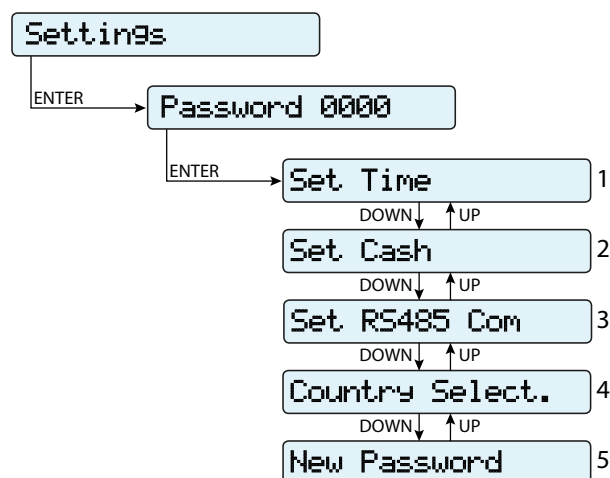 Settings
ENTER
Password 0000
ENTER
Set Time 1
DOWN UP
Set Cash 2
DOWN UP
Set RS485 Com 3
DOWN UP
Country Select. 4
DOWN UP
New Password 5